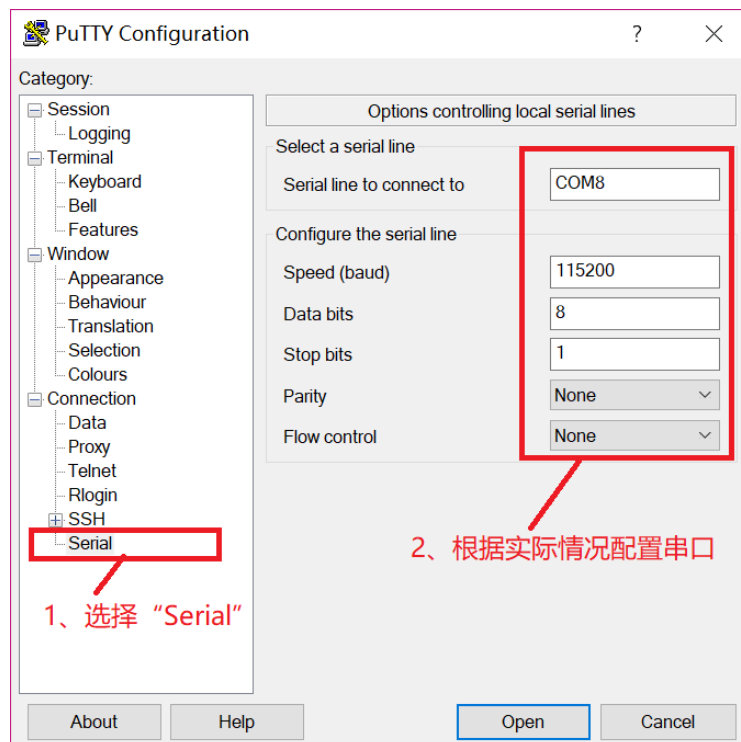 PuTTY Configuration
?
Category:
Session
Logging
Terminal
Keyboard
Bell
Features
Window
Appearance
Behaviour
Translation
Selection
Colours
Connection
Data
Proxy
Telnet
Rlogin
SSH
Serial
1、选择“Serial”
Options controlling local serial lines
Select a serial line
Serial line to connect to COM8
Configure the serial line
Speed (baud) 115200
Data bits 8
Stop bits 1
Parity None
Flow control None
2、根据实际情况配置串口
About Help Open Cancel